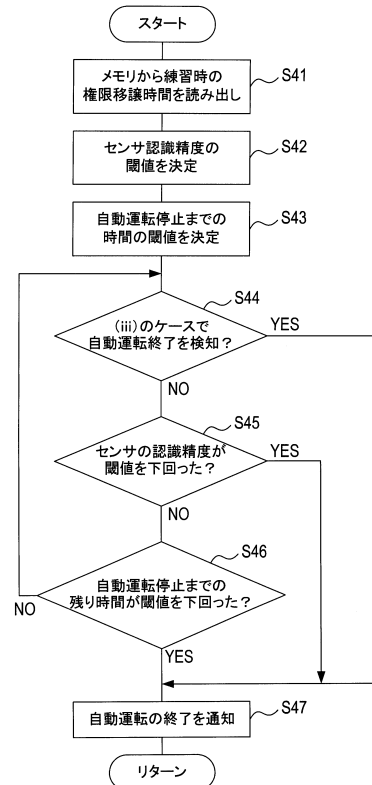 スタート
メモリから練習時の
権限移譲時間を読み出し
S41
センサ認識精度の
閾値を決定
S42
自動運転停止までの
時間の閾値を決定
S43
(iii)のケースで
自動運転終了を検知?
S44
YES
NO
センサの認識精度が
閾値を下回った?
S45
YES
NO
自動運転停止までの
残り時間が閾値を下回った?
S46
NO
YES
自動運転の終了を通知
S47
リターン